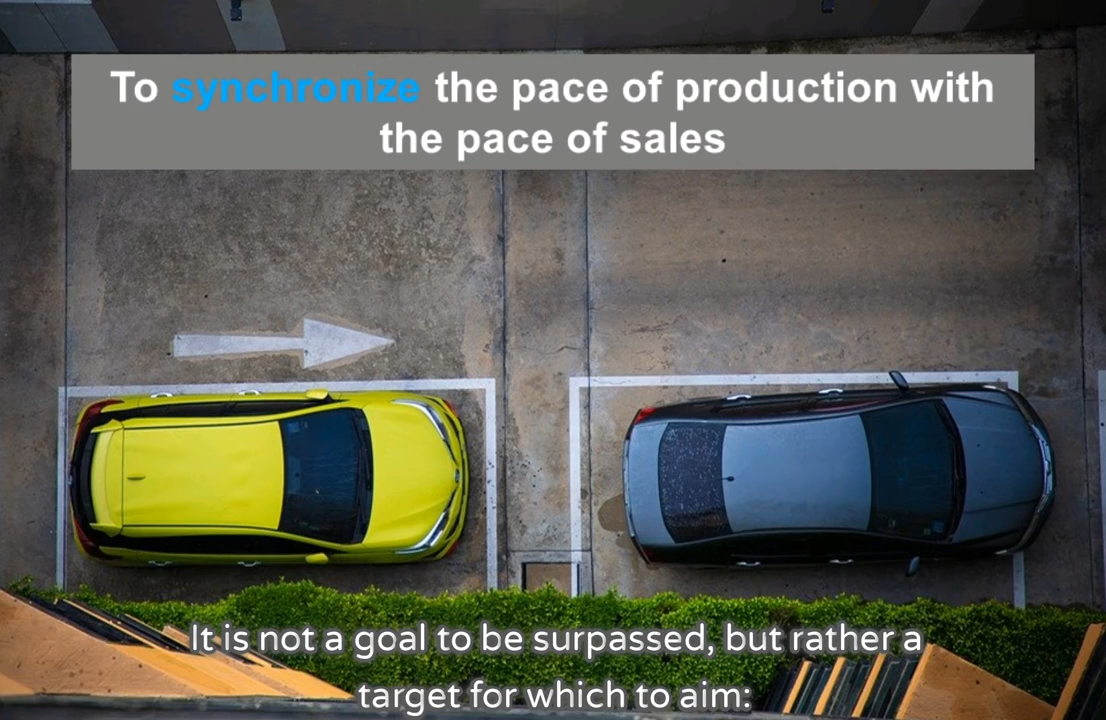 To synchronize the pace of production with
the pace of sales
It is not a goal to be surpassed, but rather a
target for which to aim: